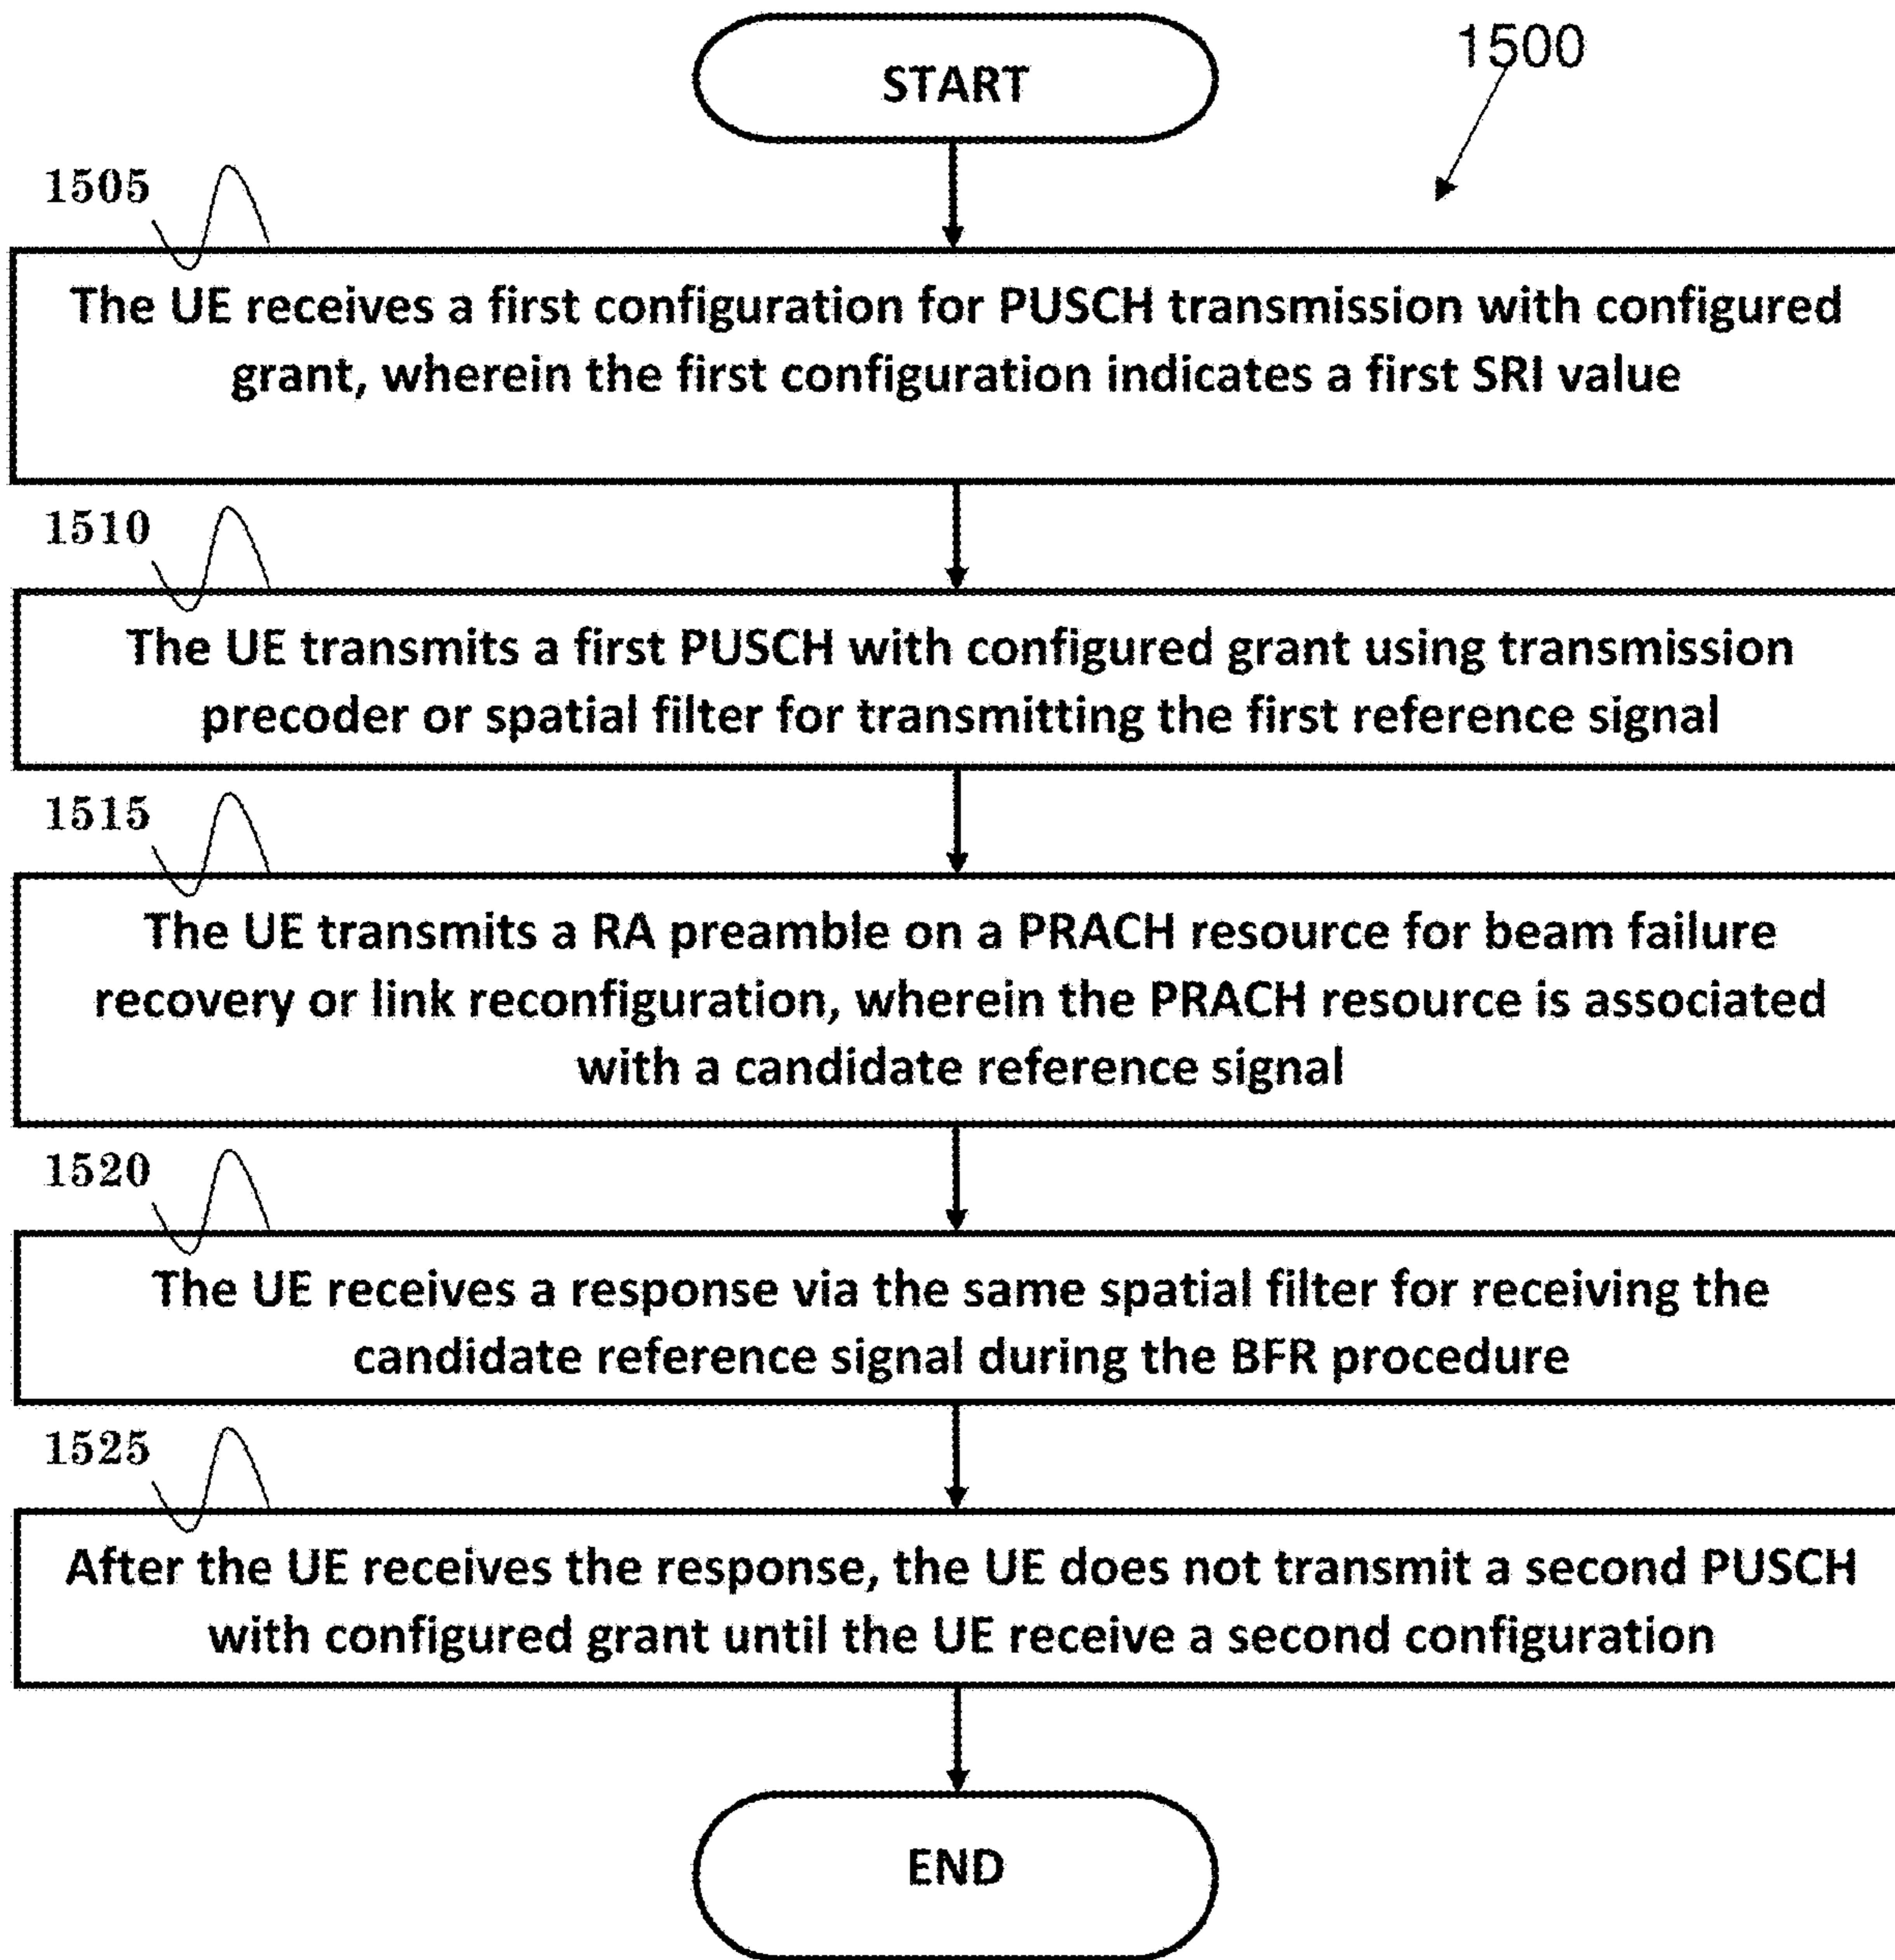 START
1500
1505
The UE receives a first configuration for PUSCH transmission with configured
grant, wherein the first configuration indicates a first SRI value
1510
The UE transmits a first PUSCH with configured grant using transmission
precoder or spatial filter for transmitting the first reference signal
1515
The UE transmits a RA preamble on a PRACH resource for beam failure
recovery or link reconfiguration, wherein the PRACH resource is associated
with a candidate reference signal
1520
The UE receives a response via the same spatial filter for receiving the
candidate reference signal during the BFR procedure
1525
After the UE receives the response, the UE does not transmit a second PUSCH
with configured grant until the UE receive a second configuration
END